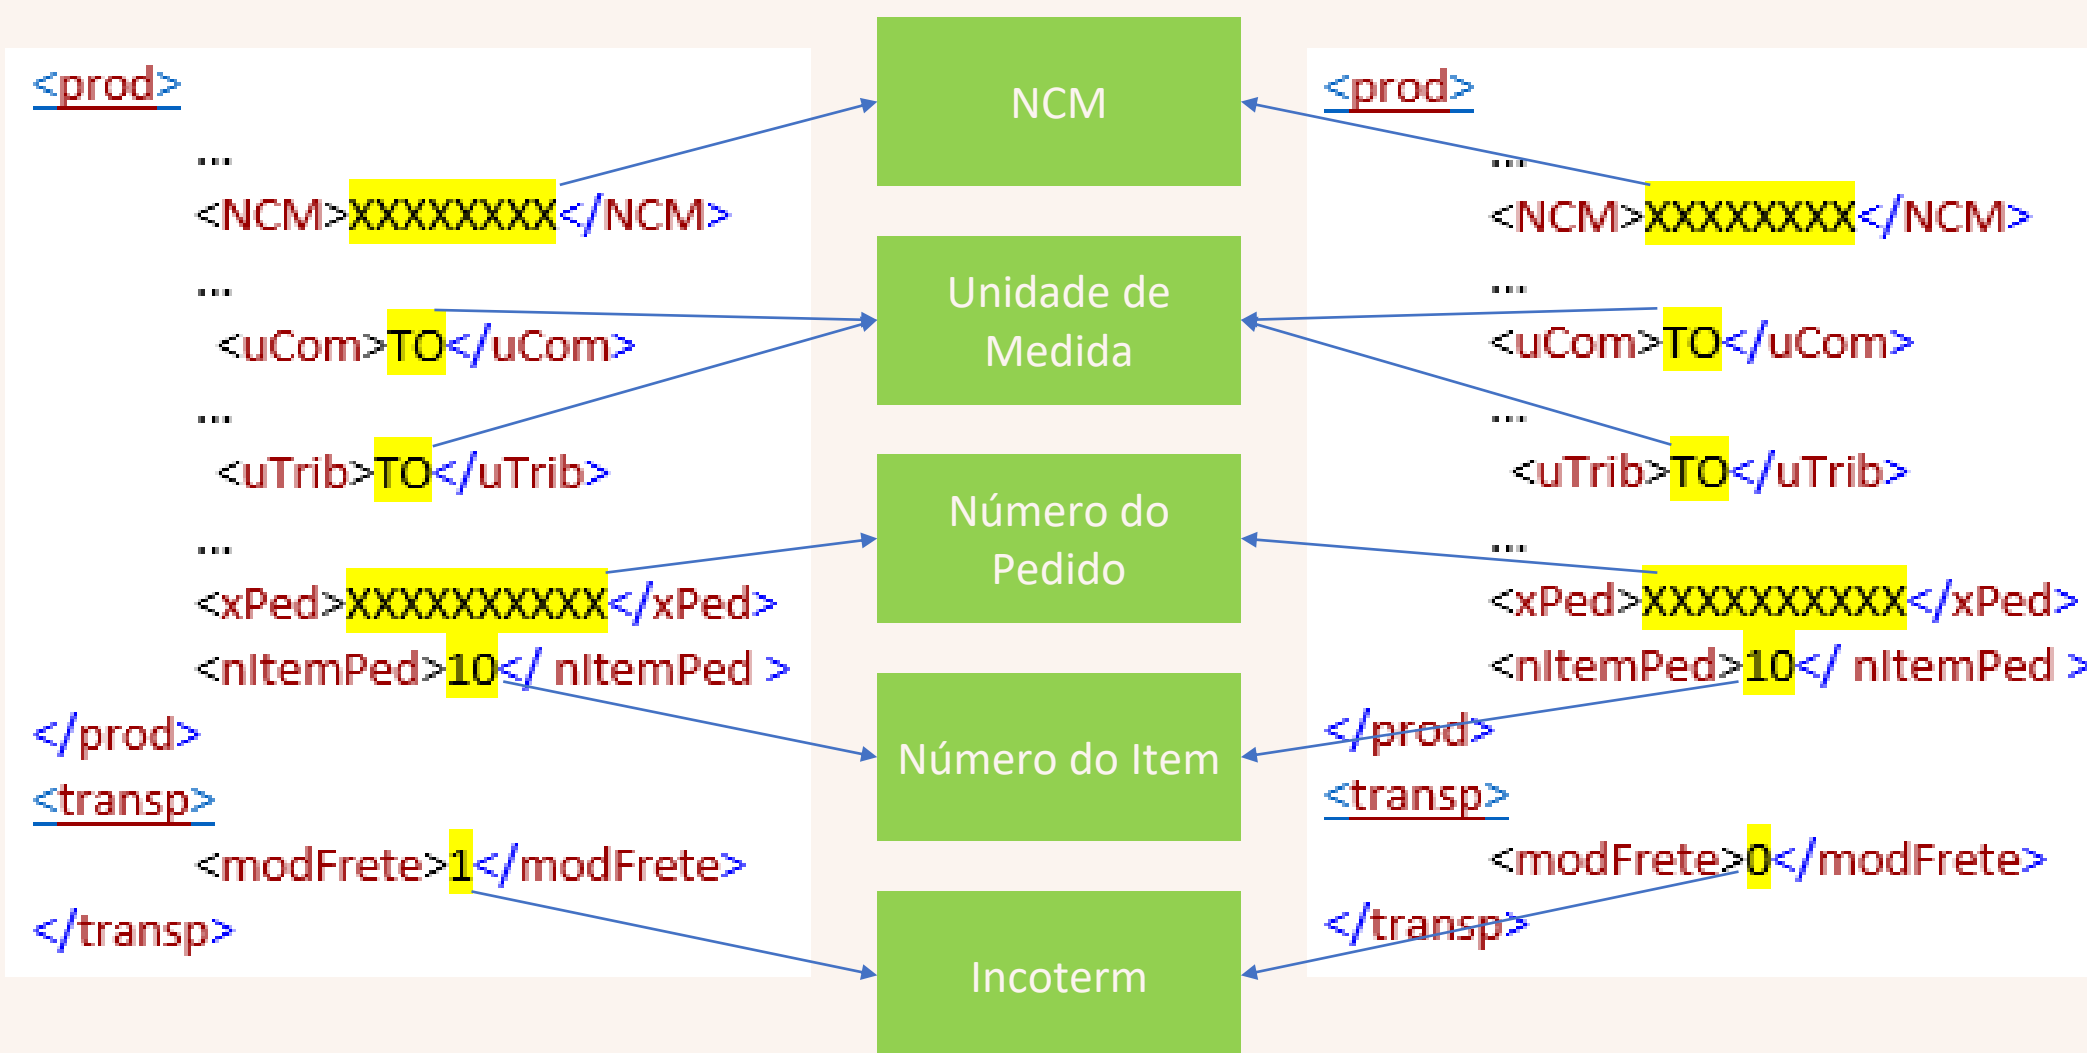 <prod>
...
<NCM>XXXXXXXX</NCM>
...
<uCom>TO</uCom>
...
<uTrib>TO</uTrib>
...
<xPed>XXXXXXXXXX</xPed>
<nItemPed>10</ nItemPed >
</prod>
<transp>
<modFrete>1</modFrete>
</transp>
NCM
Unidade de
Medida
Número do
Pedido
Número do Item
Incoterm
<prod>
...
<NCM>XXXXXXXX</NCM>
...
<uCom>TO</uCom>
...
<uTrib>TO</uTrib>
...
<xPed>XXXXXXXXXX</xPed>
<nItemPed>10</ nItemPed >
</prod>
<transp>
<modFrete>0</modFrete>
</transp>